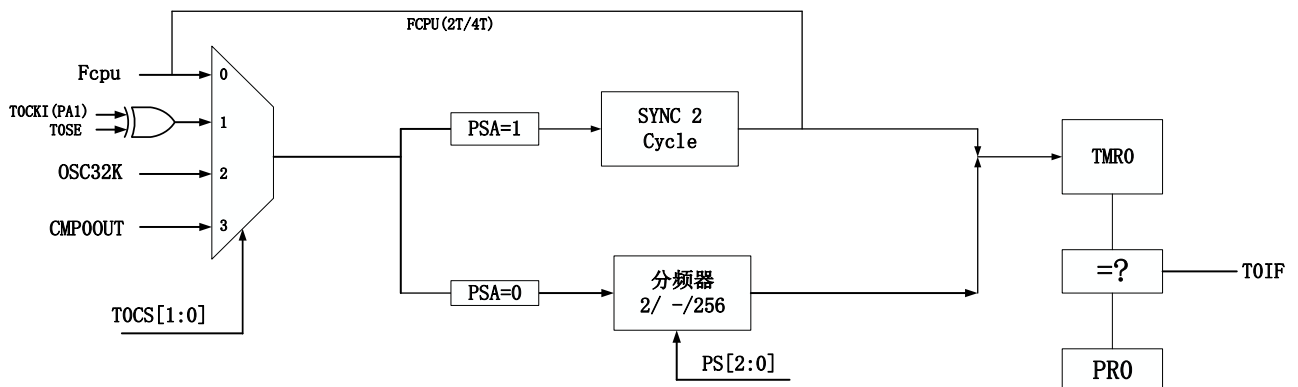 FCPU(2T/4T)
Fcpu
0
T0CKI(PA1)
T0SE
1
OSC32K
2
CMP0OUT
3
T0CS[1:0]
PSA=1
SYNC 2
Cycle
PSA=0
分频器
2/ -/256
PS[2:0]
TMR0
=?
T0IF
PR0